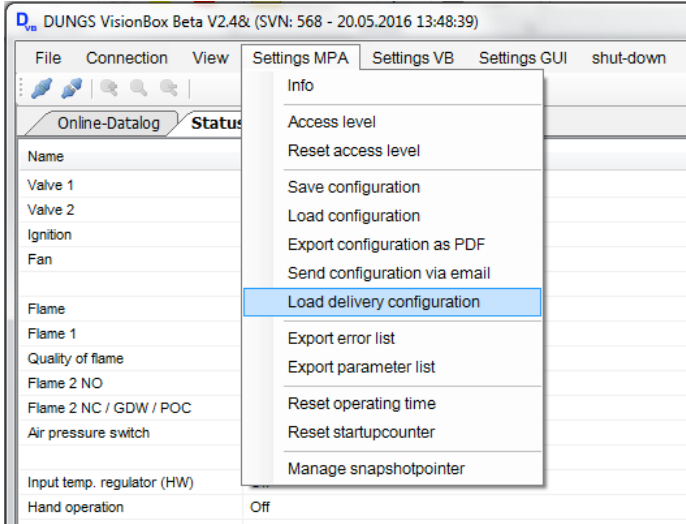 DVB DUNGS VisionBox Beta V2.4& (SVN: 568 - 20.05.2016 13:48:39)
File Connection View Settings MPA Settings VB Settings GUI shut-down
Info
Online-Datalog Status
Access level
Reset access level
Name
Valve 1
Save configuration
Valve 2
Load configuration
Ignition
Export configuration as PDF
Fan
Send configuration via email
Load delivery configuration
Flame
Flame 1
Export error list
Quality of flame
Export parameter list
Flame 2 NO
Flame 2 NC / GDW / POC
Reset operating time
Air pressure switch
Reset startupcounter
Manage snapshotpointer
Input temp. regulator (HW)
Hand operation Off